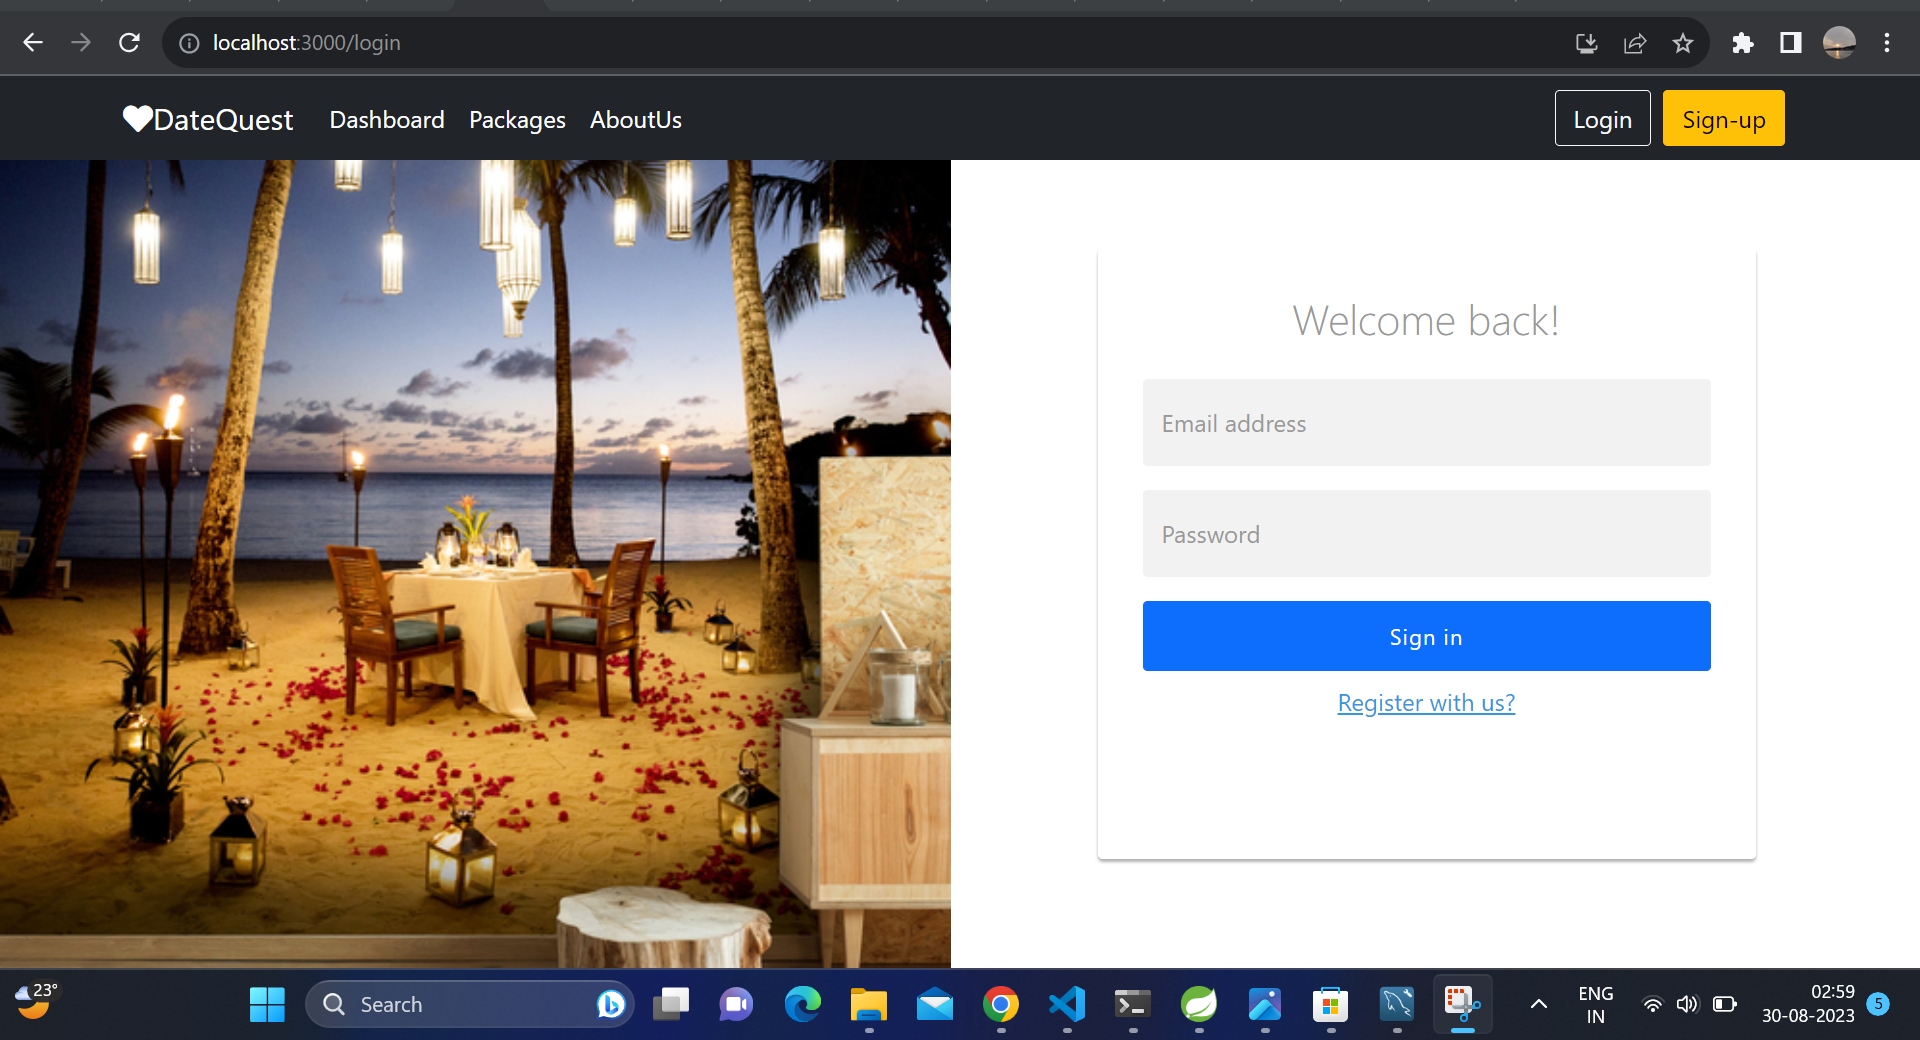 localhost:3000/login
DateQuest Dashboard Packages AboutUs Login Sign-up
Welcome back!
Email address
Password
Sign in
Register with us?
23°
Search
ENG
IN
02:59
30-08-2023
5